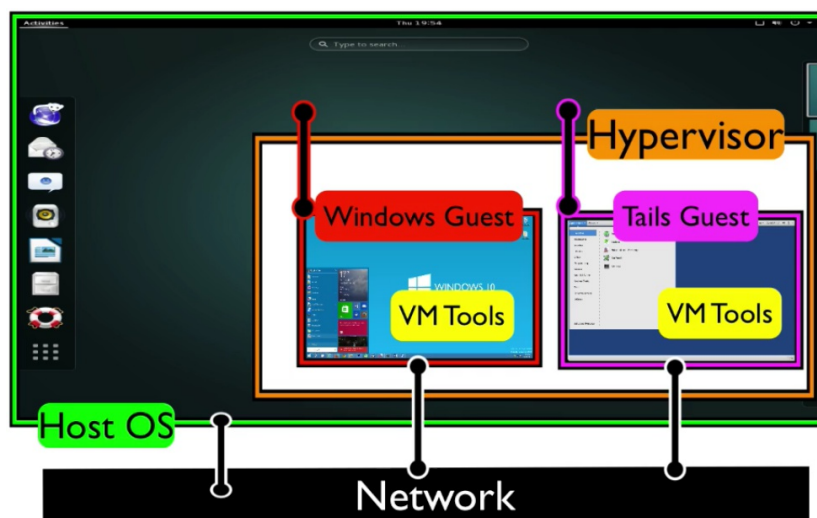 Activities
Thu 19:54
Type to search...
Hypervisor
Windows Guest
Tails Guest
WINDOWS 10
VM Tools
VM Tools
Host OS
Network